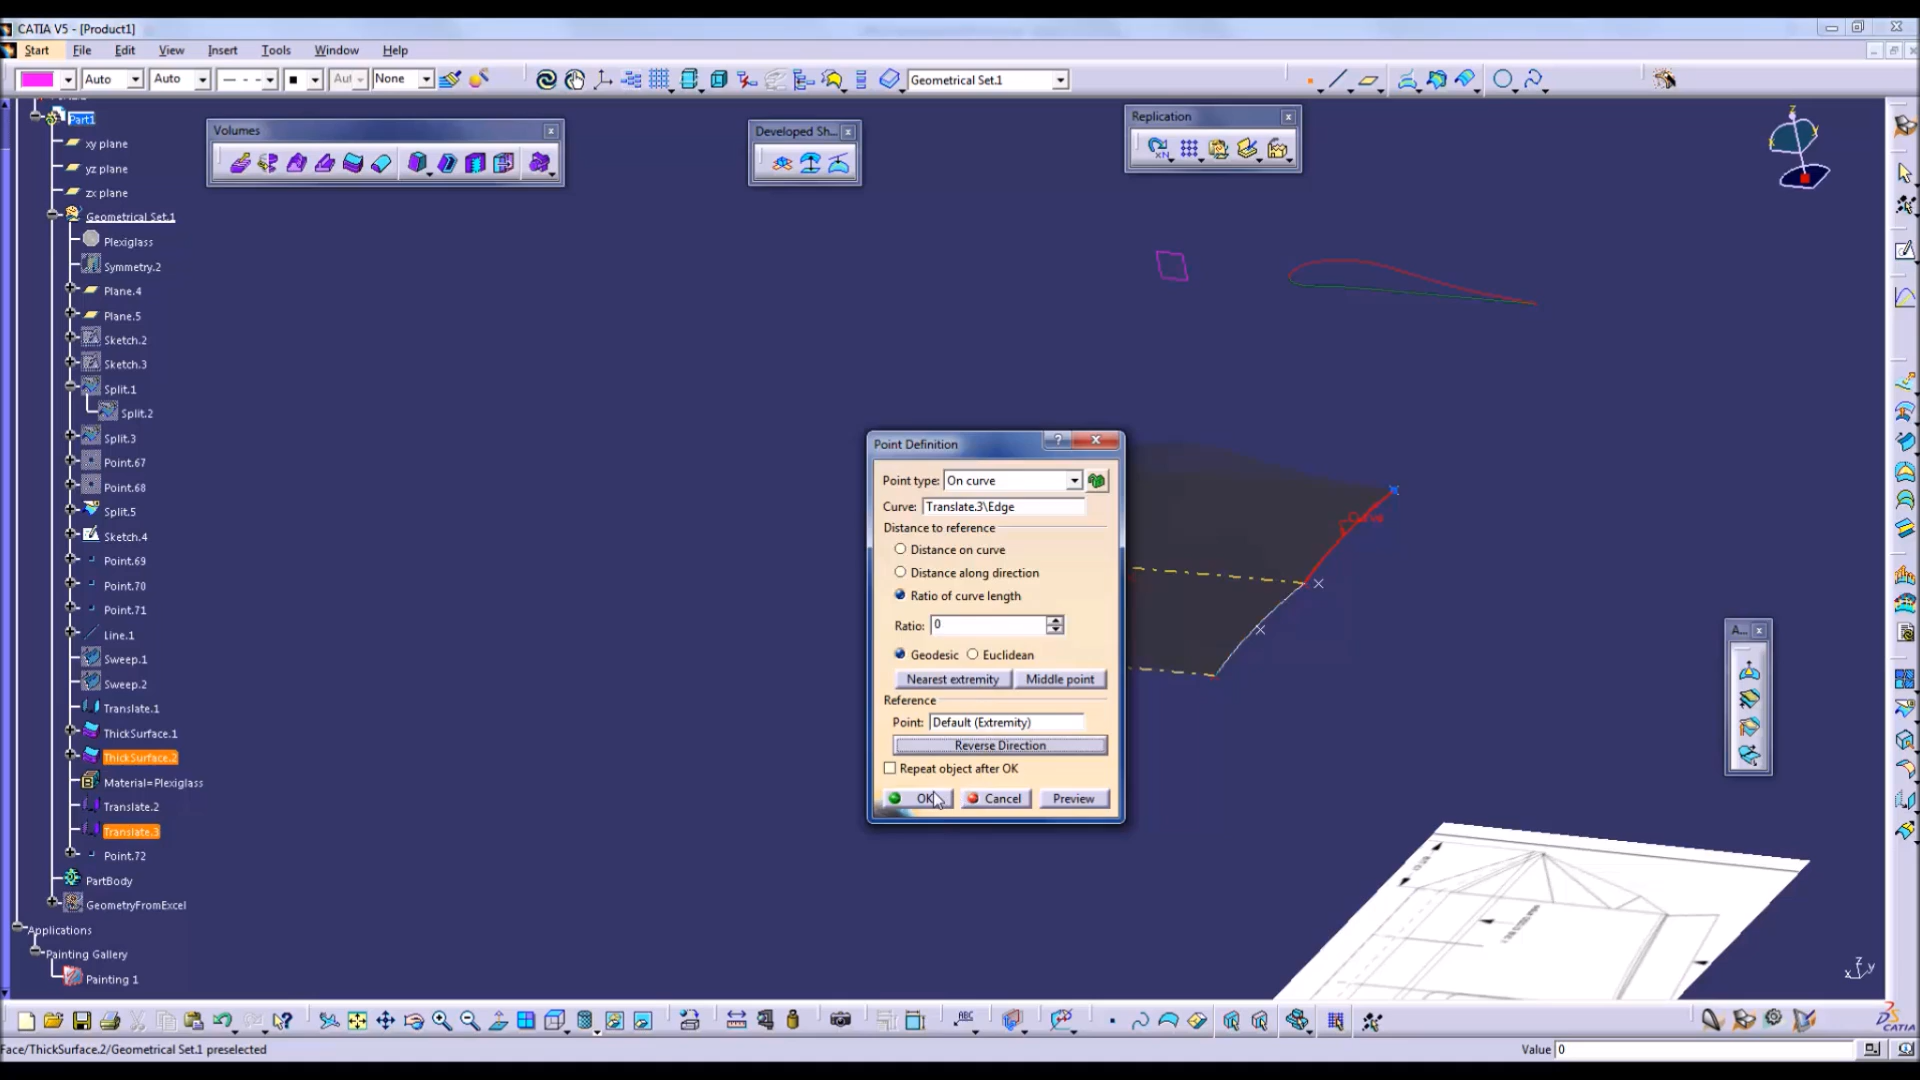 CATIA V5 - [Product1]
Start File Edit View Insert Tools Window Help
Auto Auto Aut None Geometrical Set.1
Part1
xy plane
yz plane
zx plane
Geometrical Set.1
Plexiglass
Symmetry.2
Plane.4
Plane.5
Sketch.2
Sketch.3
Split.1
Split.2
Split.3
Point.67
Point.68
Split.5
Sketch.4
Point.69
Point.70
Point.71
Line.1
Sweep.1
Sweep.2
Translate.1
ThickSurface.1
ThickSurface.2
Material=Plexiglass
Translate.2
Translate.3
Point.72
PartBody
GeometryFromExcel
Applications
Painting Gallery
Painting 1
Volumes
Developed Sh...
Replication
Point Definition
Point type: On curve
Curve: Translate.3\Edge
Distance to reference
Distance on curve
Distance along direction
Ratio of curve length
Ratio: 0
Geodesic Euclidean
Nearest extremity Middle point
Reference
Point: Default (Extremity)
Reverse Direction
Repeat object after OK
OK Cancel Preview
Curve
A...
Face/ThickSurface.2/Geometrical Set.1 preselected
Value 0
CATIA